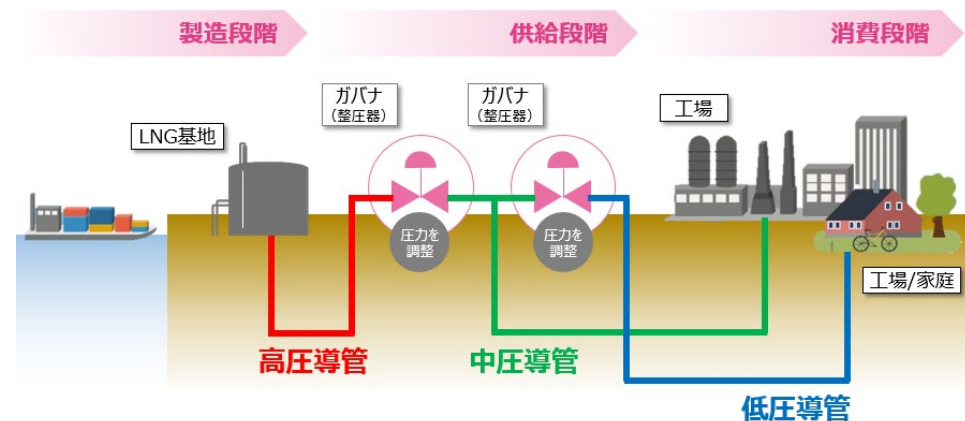 製造段階
供給段階
消費段階
ガバナ
(整圧器)
ガバナ
(整圧器)
工場
LNG基地
圧力を
調整
圧力を
調整
工場/家庭
高圧導管
中圧導管
低圧導管